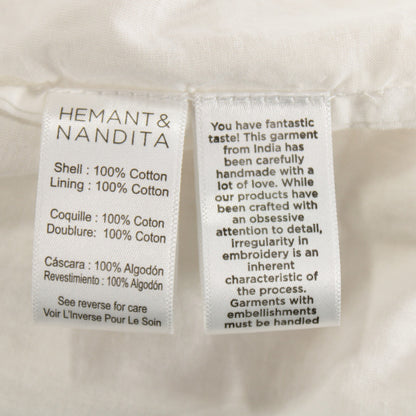 HEMANT &
NANDITA
Shell : 100% Cotton
Lining : 100% Cotton
Coquille : 100% Coton
Doublure: 100% Coton
Cáscara : 100% Algodón
Revestimiento : 100% Algodón
See reverse for care
Voir L'Inverse Pour Le Soin
You have fantastic
taste! This garment
from India has
been carefully
handmade with a
lot of love. While
our products have
been crafted with
an obsessive
attention to detail,
irregularity in
embroidery is an
inherent
characteristic of
the process.
Garments with
embellishments
must be handled